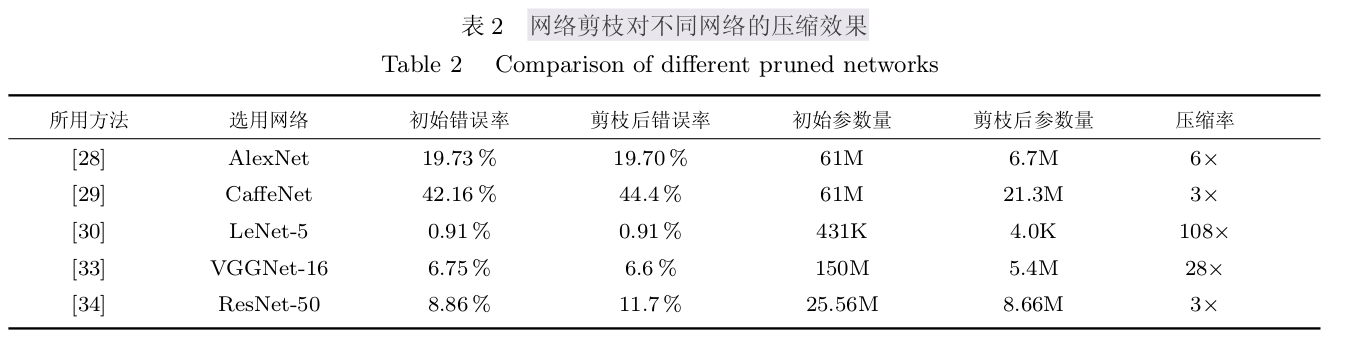 表 2 网络剪枝对不同网络的压缩效果
Table 2 Comparison of different pruned networks
所用方法 选用网络 初始错误率 剪枝后错误率 初始参数量 剪枝后参数量 压缩率
[28] AlexNet 19.73 % 19.70 % 61M 6.7M 6×
[29] CaffeNet 42.16 % 44.4 % 61M 21.3M 3×
[30] LeNet-5 0.91 % 0.91 % 431K 4.0K 108×
[33] VGGNet-16 6.75 % 6.6 % 150M 5.4M 28×
[34] ResNet-50 8.86 % 11.7 % 25.56M 8.66M 3×